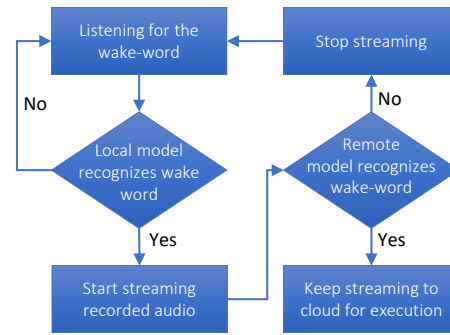 Listening for the
wake-word
Stop streaming
No
No
Local model
recognizes wake
word
Remote
model recognizes
wake-word
Yes
Yes
Start streaming
recorded audio
Keep streaming to
cloud for execution